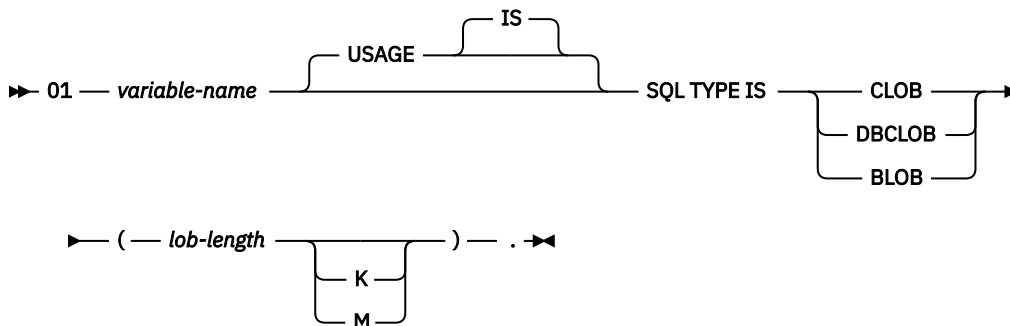 IS
USAGE
01 variable-name SQL TYPE IS CLOB
DBCLOB
BLOB
( lob-length ) .
K
M